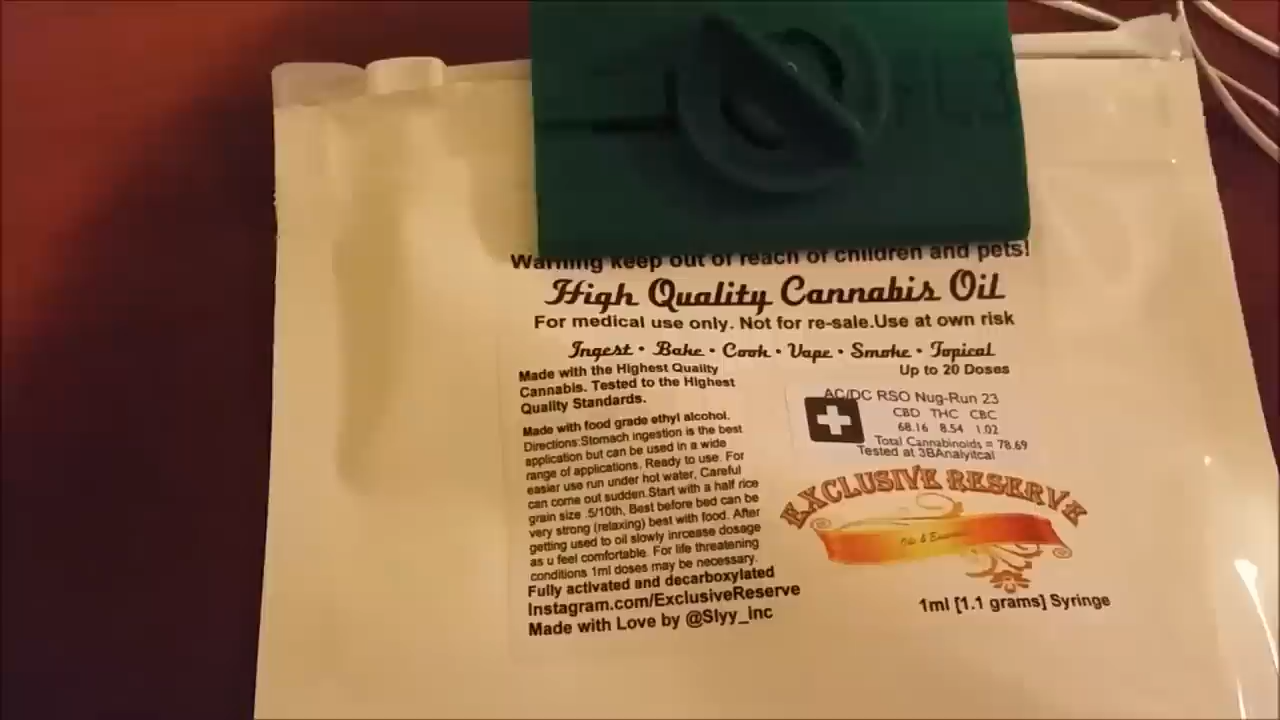 Warning keep out of reach of children and pets!
High Quality Cannabis Oil
For medical use only. Not for re-sale.Use at own risk
Ingest • Bake • Cook • Vape • Smoke • Topical
Up to 20 Doses
Made with the Highest Quality
Cannabis. Tested to the Highest
Quality Standards.
Made with food grade ethyl alcohol.
Directions:Stomach ingestion is the best
application but can be used in a wide
range of applications, Ready to use. For
easier use run under hot water, Careful
can come out sudden.Start with a half rice
grain size .5/10th, Best before bed can be
very strong (relaxing) best with food. After
getting used to oil slowly inrcease dosage
as u feel comfortable. For life threatening
conditions 1ml doses may be necessary.
Fully activated and decarboxylated
Instagram.com/ExclusiveReserve
Made with Love by @Slyy_inc
AC/DC RSO Nug-Run 23
CBD THC CBC
68.16 8.54 1.02
Total Cannabinoids = 78.69
Tested at 3BAnalyitcal
EXCLUSIVE RESERVE
1ml [1.1 grams] Syringe